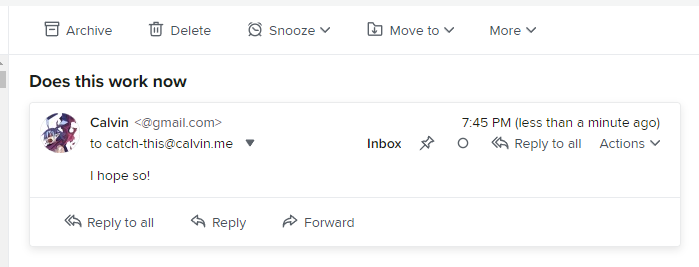 Archive Delete Snooze Move to More
Does this work now
Calvin <@gmail.com> 7:45 PM (less than a minute ago)
to catch-this@calvin.me Inbox Reply to all Actions
I hope so!
Reply to all Reply Forward